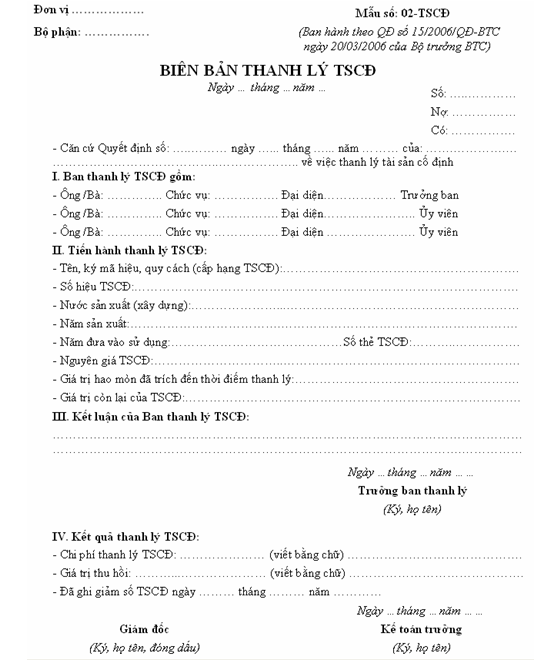 Đơn vị ………………… Mẫu số: 02-TSCĐ
Bộ phận: ……………… (Ban hành theo QĐ số 15/2006/QĐ-BTC
ngày 20/03/2006 của Bộ trưởng BTC)
BIÊN BẢN THANH LÝ TSCĐ
Ngày ... tháng ... năm ...
Số: ………………
Nợ: ………………
Có: ………………
- Căn cứ Quyết định số: ……………… ngày …… tháng …… năm ……… của: …………………………
………………………………………………………… về việc thanh lý tài sản cố định
I. Ban thanh lý TSCĐ gồm:
- Ông /Bà: …………… Chức vụ: …………… Đại diện……………… Trưởng ban
- Ông /Bà: …………… Chức vụ: …………… Đại diện……………… Ủy viên
- Ông /Bà: …………… Chức vụ: …………… Đại diện……………… Ủy viên
II. Tiến hành thanh lý TSCĐ:
- Tên, ký mã hiệu, quy cách (cấp hạng TSCĐ):…………………………………………………
- Số hiệu TSCĐ:…………………………………………………………………………
- Nước sản xuất (xây dựng):………………………………………………………………
- Năm sản xuất:…………………………………………………………………………
- Năm đưa vào sử dụng:……………………………………Số thẻ TSCĐ:………………………
- Nguyên giá TSCĐ:………………………………………………………………………
- Giá trị hao mòn đã trích đến thời điểm thanh lý:………………………………………………
- Giá trị còn lại của TSCĐ:…………………………………………………………………
III. Kết luận của Ban thanh lý TSCĐ:
……………………………………………………………………………………………
……………………………………………………………………………………………
Ngày ... tháng ... năm ... ...
Trưởng ban thanh lý
(Ký, họ tên)
IV. Kết quả thanh lý TSCĐ:
- Chi phí thanh lý TSCĐ: ……………… (viết bằng chữ) …………………………………
- Giá trị thu hồi: ………………………… (viết bằng chữ) …………………………………
- Đã ghi giảm số TSCĐ ngày ……… tháng ……… năm …………
Ngày ... tháng ... năm ... ...
Giám đốc Kế toán trưởng
(Ký, họ tên, đóng dấu) (Ký, họ tên)